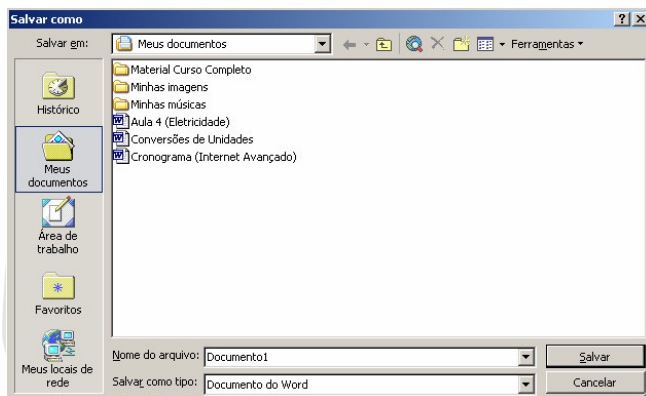 Salvar como
Salvar em:
Meus documentos
Ferramentas
Histórico
Meus
documentos
Área de
trabalho
Favoritos
Meus locais de
rede
Material Curso Completo
Minhas imagens
Minhas músicas
Aula 4 (Eletricidade)
Conversões de Unidades
Cronograma (Internet Avançado)
Nome do arquivo:
Documento1
Salvar
Salvar como tipo:
Documento do Word
Cancelar